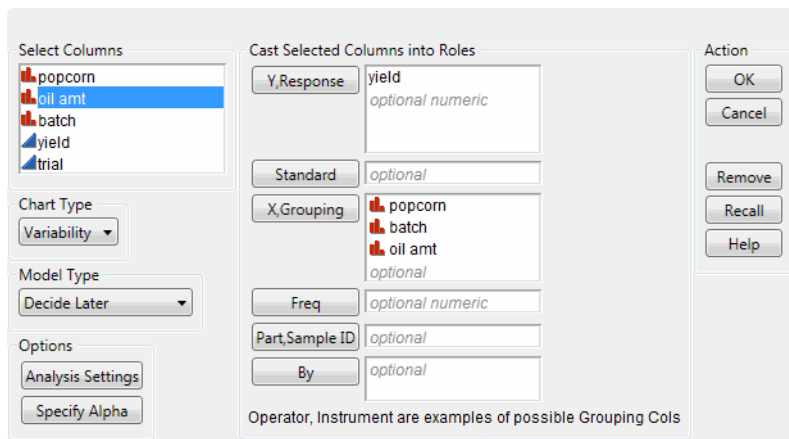 Select Columns
popcorn
oil amt
batch
yield
trial
Chart Type
Variability
Model Type
Decide Later
Options
Analysis Settings
Specify Alpha
Cast Selected Columns into Roles
Y,Response
yield
optional numeric
Standard
optional
X,Grouping
popcorn
batch
oil amt
optional
Freq
optional numeric
Part,Sample ID
optional
By
optional
Operator, Instrument are examples of possible Grouping Cols
Action
OK
Cancel
Remove
Recall
Help